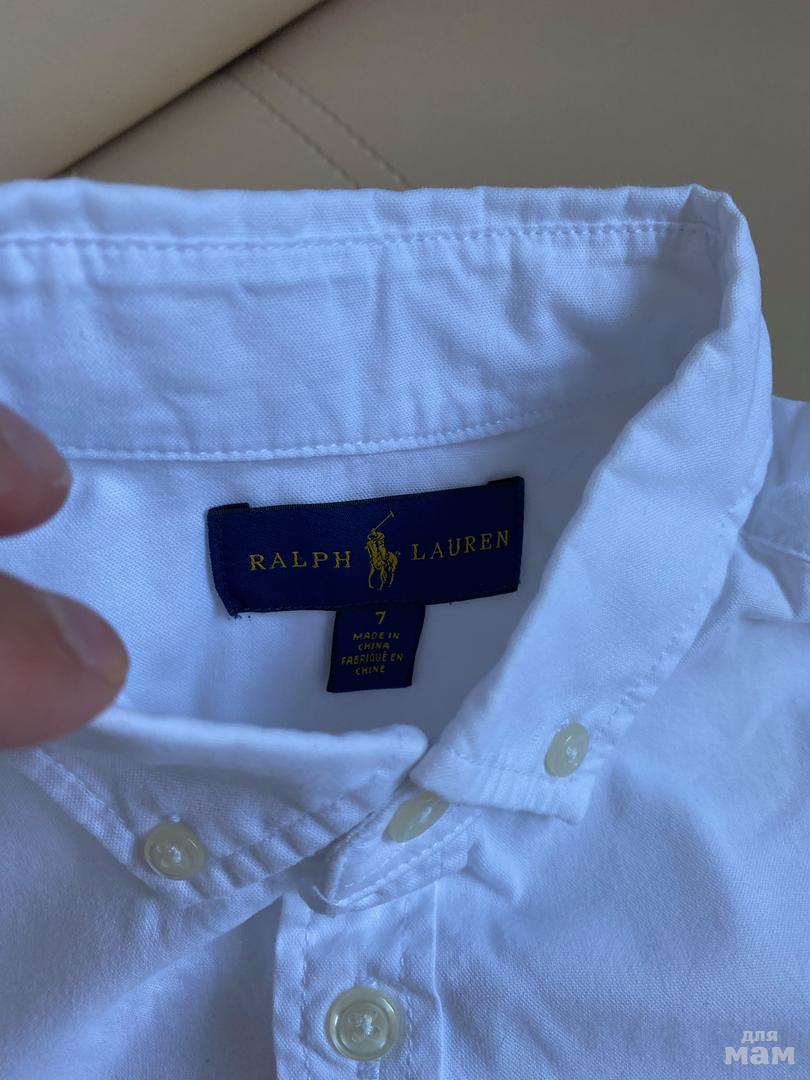 RALPH LAUREN
7
MADE IN
CHINA
FABRIQUÉ EN
CHINE
для
мам